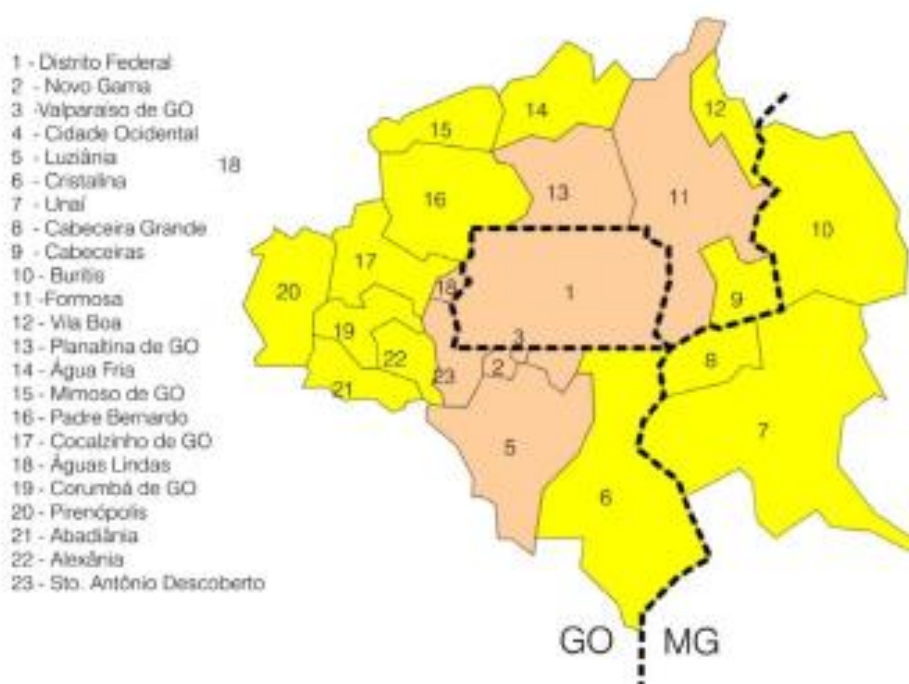 1 - Distrito Federal
2 - Novo Gama
3 -Valparaíso de GO
4 - Cidade Ocidental
5 - Luziânia
6 - Cristalina
7 - Unaí
8 - Cabeceira Grande
9 - Cabeceiras
10 - Buritis
11 -Formosa
12 - Vila Boa
13 - Planaltina de GO
14 - Água Fria
15 - Mimoso de GO
16 - Padre Bernardo
17 - Cocalzinho de GO
18 - Águas Lindas
19 - Corumbá de GO
20 - Pirenópolis
21 - Abadiânia
22 - Alexânia
23 - Sto. Antônio Descoberto
18
12
14
15
13
11
16
10
17
20
18
1
9
3
19
22
2
8
23
21
7
5
6
GO
MG